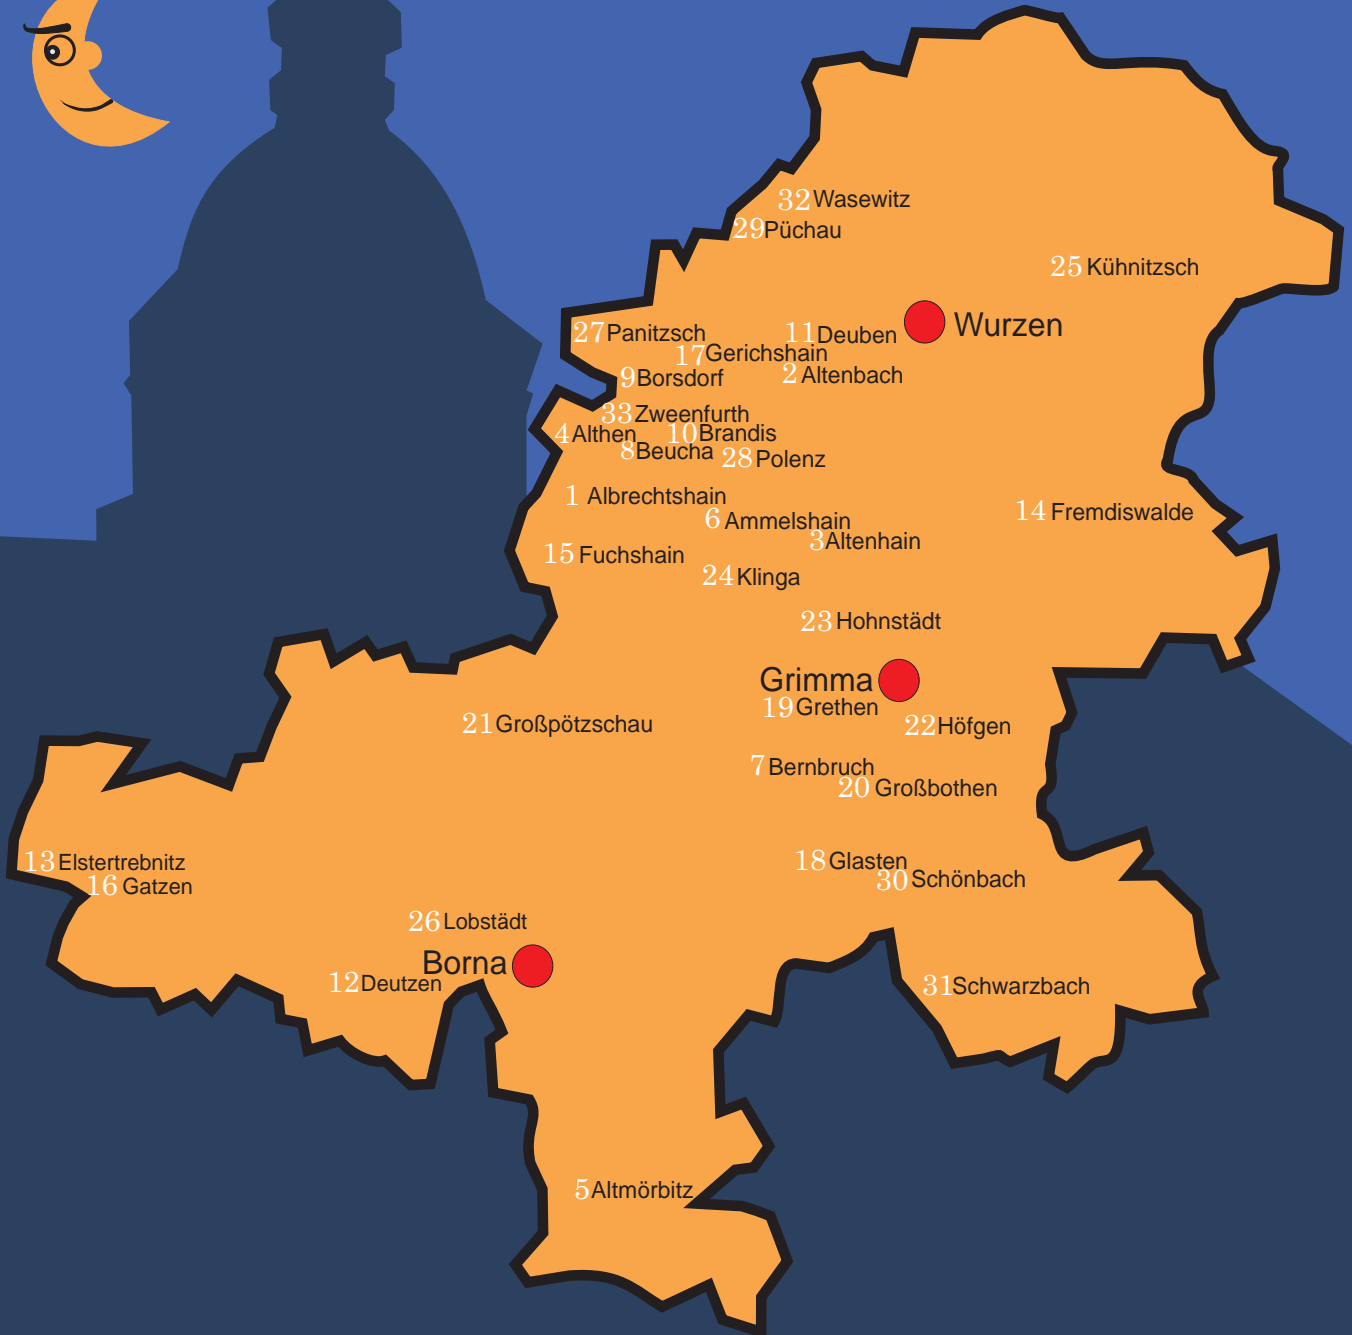 32 Wasewitz
29 Püchau
25 Kühnitzsch
Wurzen
27 Panitzsch
11 Deuben
17 Gerichshain
9 Borsdorf
2 Altenbach
33 Zweenfurth
4 Althen
10 Brandis
8 Beucha
28 Polenz
1 Albrechtshain
14 Fremdiswalde
6 Ammelshain
3 Altenhain
15 Fuchshain
24 Klinga
23 Hohnstädt
Grimma
19 Grethen
21 Großpötzschau
22 Höfgen
7 Bernbruch
20 Großbothen
13 Elstertrebnitz
18 Glasten
30 Schönbach
16 Gatzen
26 Lobstädt
Borna
12 Deutzen
31 Schwarzbach
5 Altmörbitz